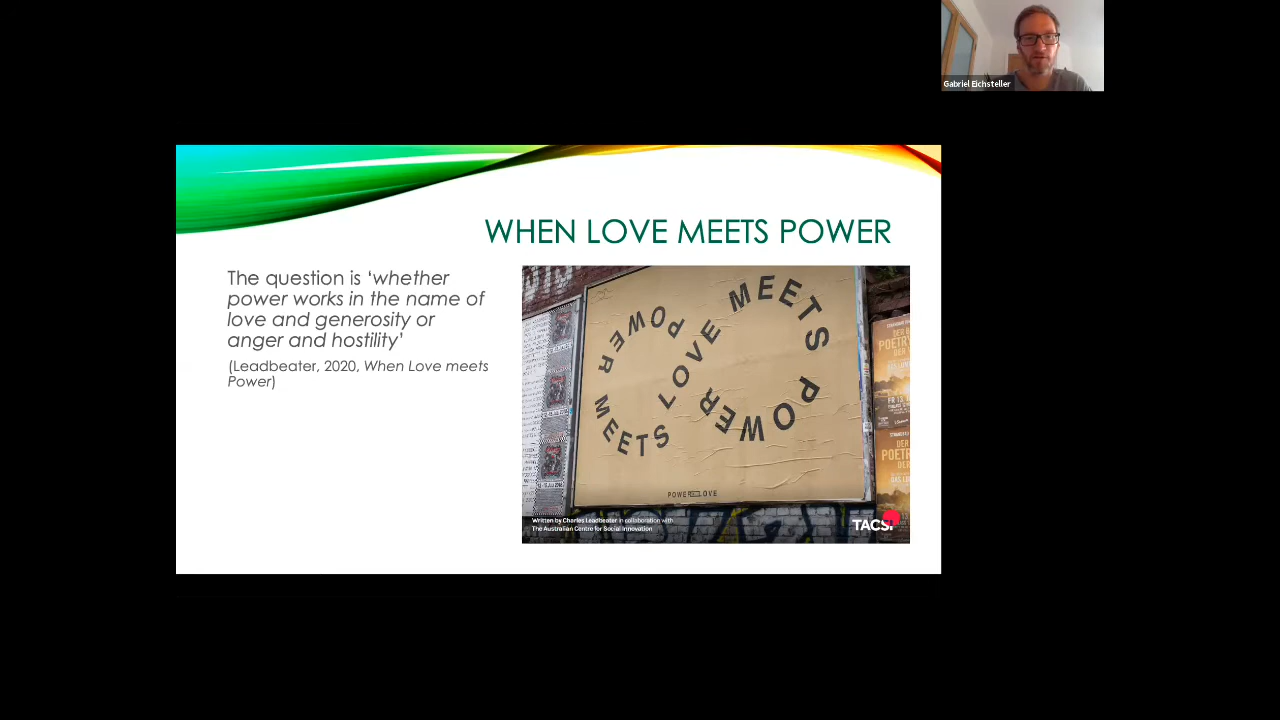 Gabriel Eichsteller
WHEN LOVE MEETS POWER
The question is ‘whether
power works in the name of
love and generosity or
anger and hostility’
(Leadbeater, 2020, When Love meets
Power)
POWER MEETS LOVE MEETS POWER
POWER LOVE
Written by Charles Leadbeater in collaboration with
The Australian Centre for Social Innovation
TACSI
POETRY
POETRY